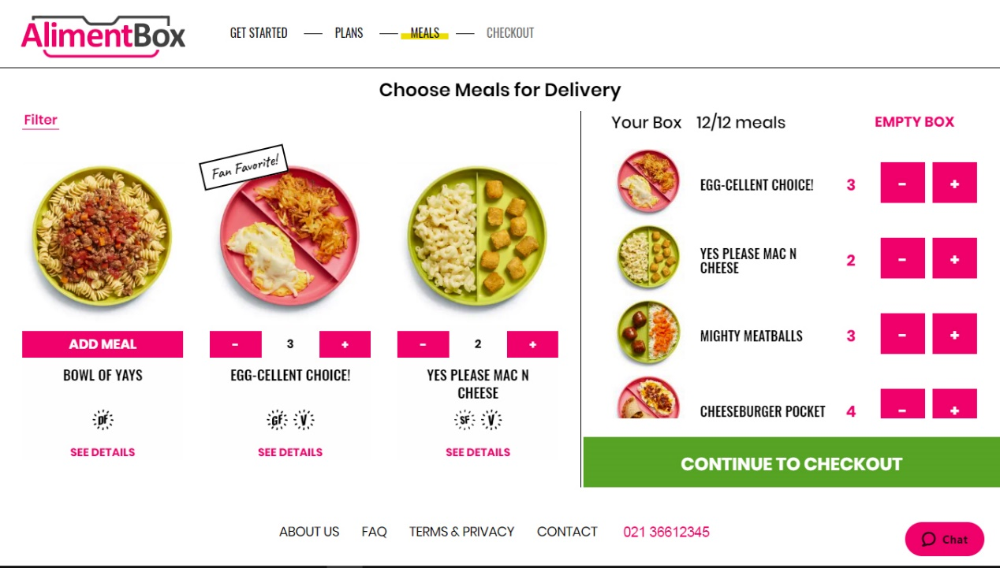 AlimentBox
GET STARTED
PLANS
MEALS
CHECKOUT
Choose Meals for Delivery
Filter
Fan Favorite!
ADD MEAL
BOWL OF YAYS
DF
SEE DETAILS
- 3 +
EGG-CELLENT CHOICE!
GF V
SEE DETAILS
- 2 +
YES PLEASE MAC N
CHEESE
SF V
SEE DETAILS
Your Box 12/12 meals
EMPTY BOX
EGG-CELLENT CHOICE! 3 - +
YES PLEASE MAC N
CHEESE
2 - +
MIGHTY MEATBALLS 3 - +
CHEESEBURGER POCKET 4 - +
CONTINUE TO CHECKOUT
ABOUT US
FAQ
TERMS & PRIVACY
CONTACT
021 36612345
Chat